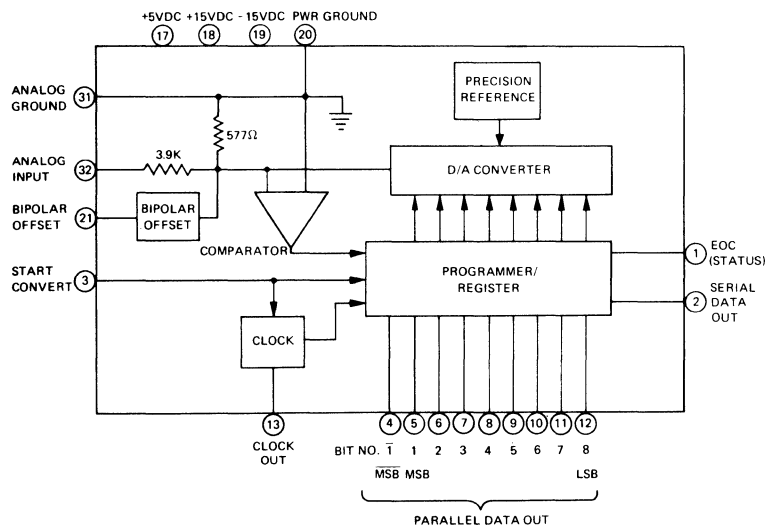 +5VDC +15VDC -15VDC PWR GROUND
17 18 19 20
ANALOG
GROUND
31
PRECISION
REFERENCE
577Ω
3.9K
ANALOG
INPUT
32
D/A CONVERTER
BIPOLAR
OFFSET
21
BIPOLAR
OFFSET
COMPARATOR
1
EOC
(STATUS)
START
CONVERT
3
PROGRAMMER/
REGISTER
2
SERIAL
DATA
OUT
CLOCK
13
CLOCK
OUT
4 5 6 7 8 9 10 11 12
BIT NO. 1̅ 1 2 3 4 5 6 7 8
M̅S̅B̅ MSB LSB
PARALLEL DATA OUT